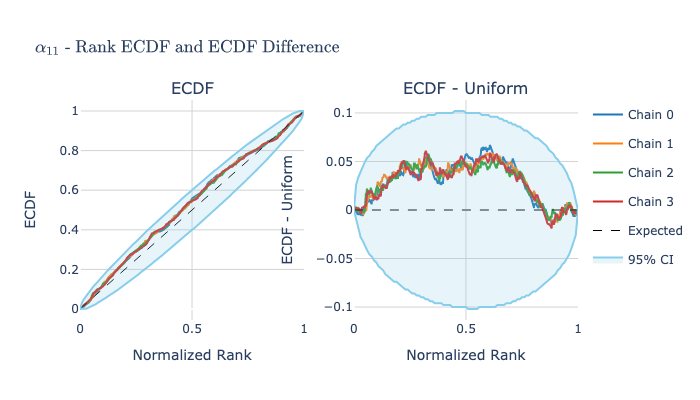 α₁₁ - Rank ECDF and ECDF Difference
ECDF
ECDF
1
0.8
0.6
0.4
0.2
0
0
0.5
1
Normalized Rank
ECDF - Uniform
ECDF - Uniform
0.1
0.05
0
−0.05
−0.1
0
0.5
1
Normalized Rank
Chain 0
Chain 1
Chain 2
Chain 3
Expected
95% CI